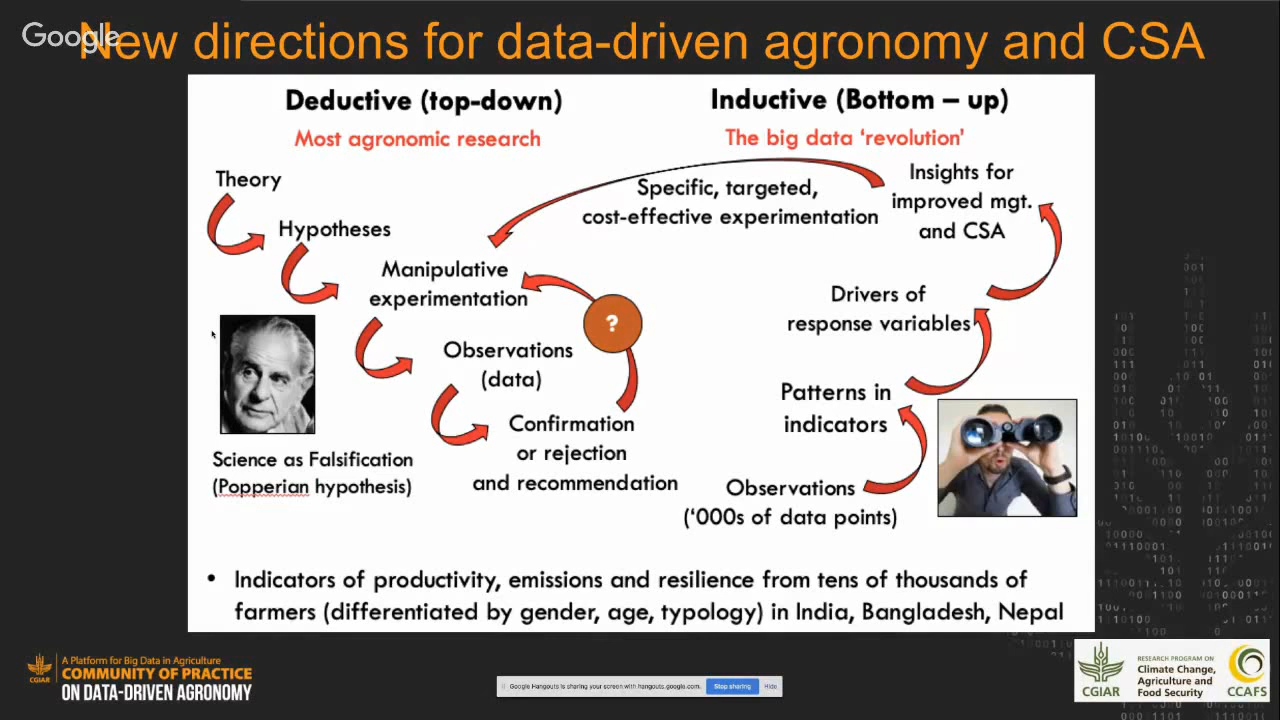 Google
New directions for data-driven agronomy and CSA
Deductive (top-down)
Most agronomic research
Theory
Hypotheses
Manipulative
experimentation
Observations
(data)
Confirmation
or rejection
and recommendation
?
Science as Falsification
(Popperian hypothesis)
Inductive (Bottom – up)
The big data ‘revolution'
Specific, targeted,
cost-effective experimentation
Insights for
improved mgt.
and CSA
Drivers of
response variables
Patterns in
indicators
Observations
(‘000s of data points)
• Indicators of productivity, emissions and resilience from tens of thousands of
farmers (differentiated by gender, age, typology) in India, Bangladesh, Nepal
CGIAR
A Platform for Big Data in Agriculture
COMMUNITY OF PRACTICE
ON DATA-DRIVEN AGRONOMY
Google Hangouts is sharing your screen with hangouts.google.com.
Stop sharing
Hide
CGIAR
RESEARCH PROGRAM ON
Climate Change,
Agriculture and
Food Security
CCAFS